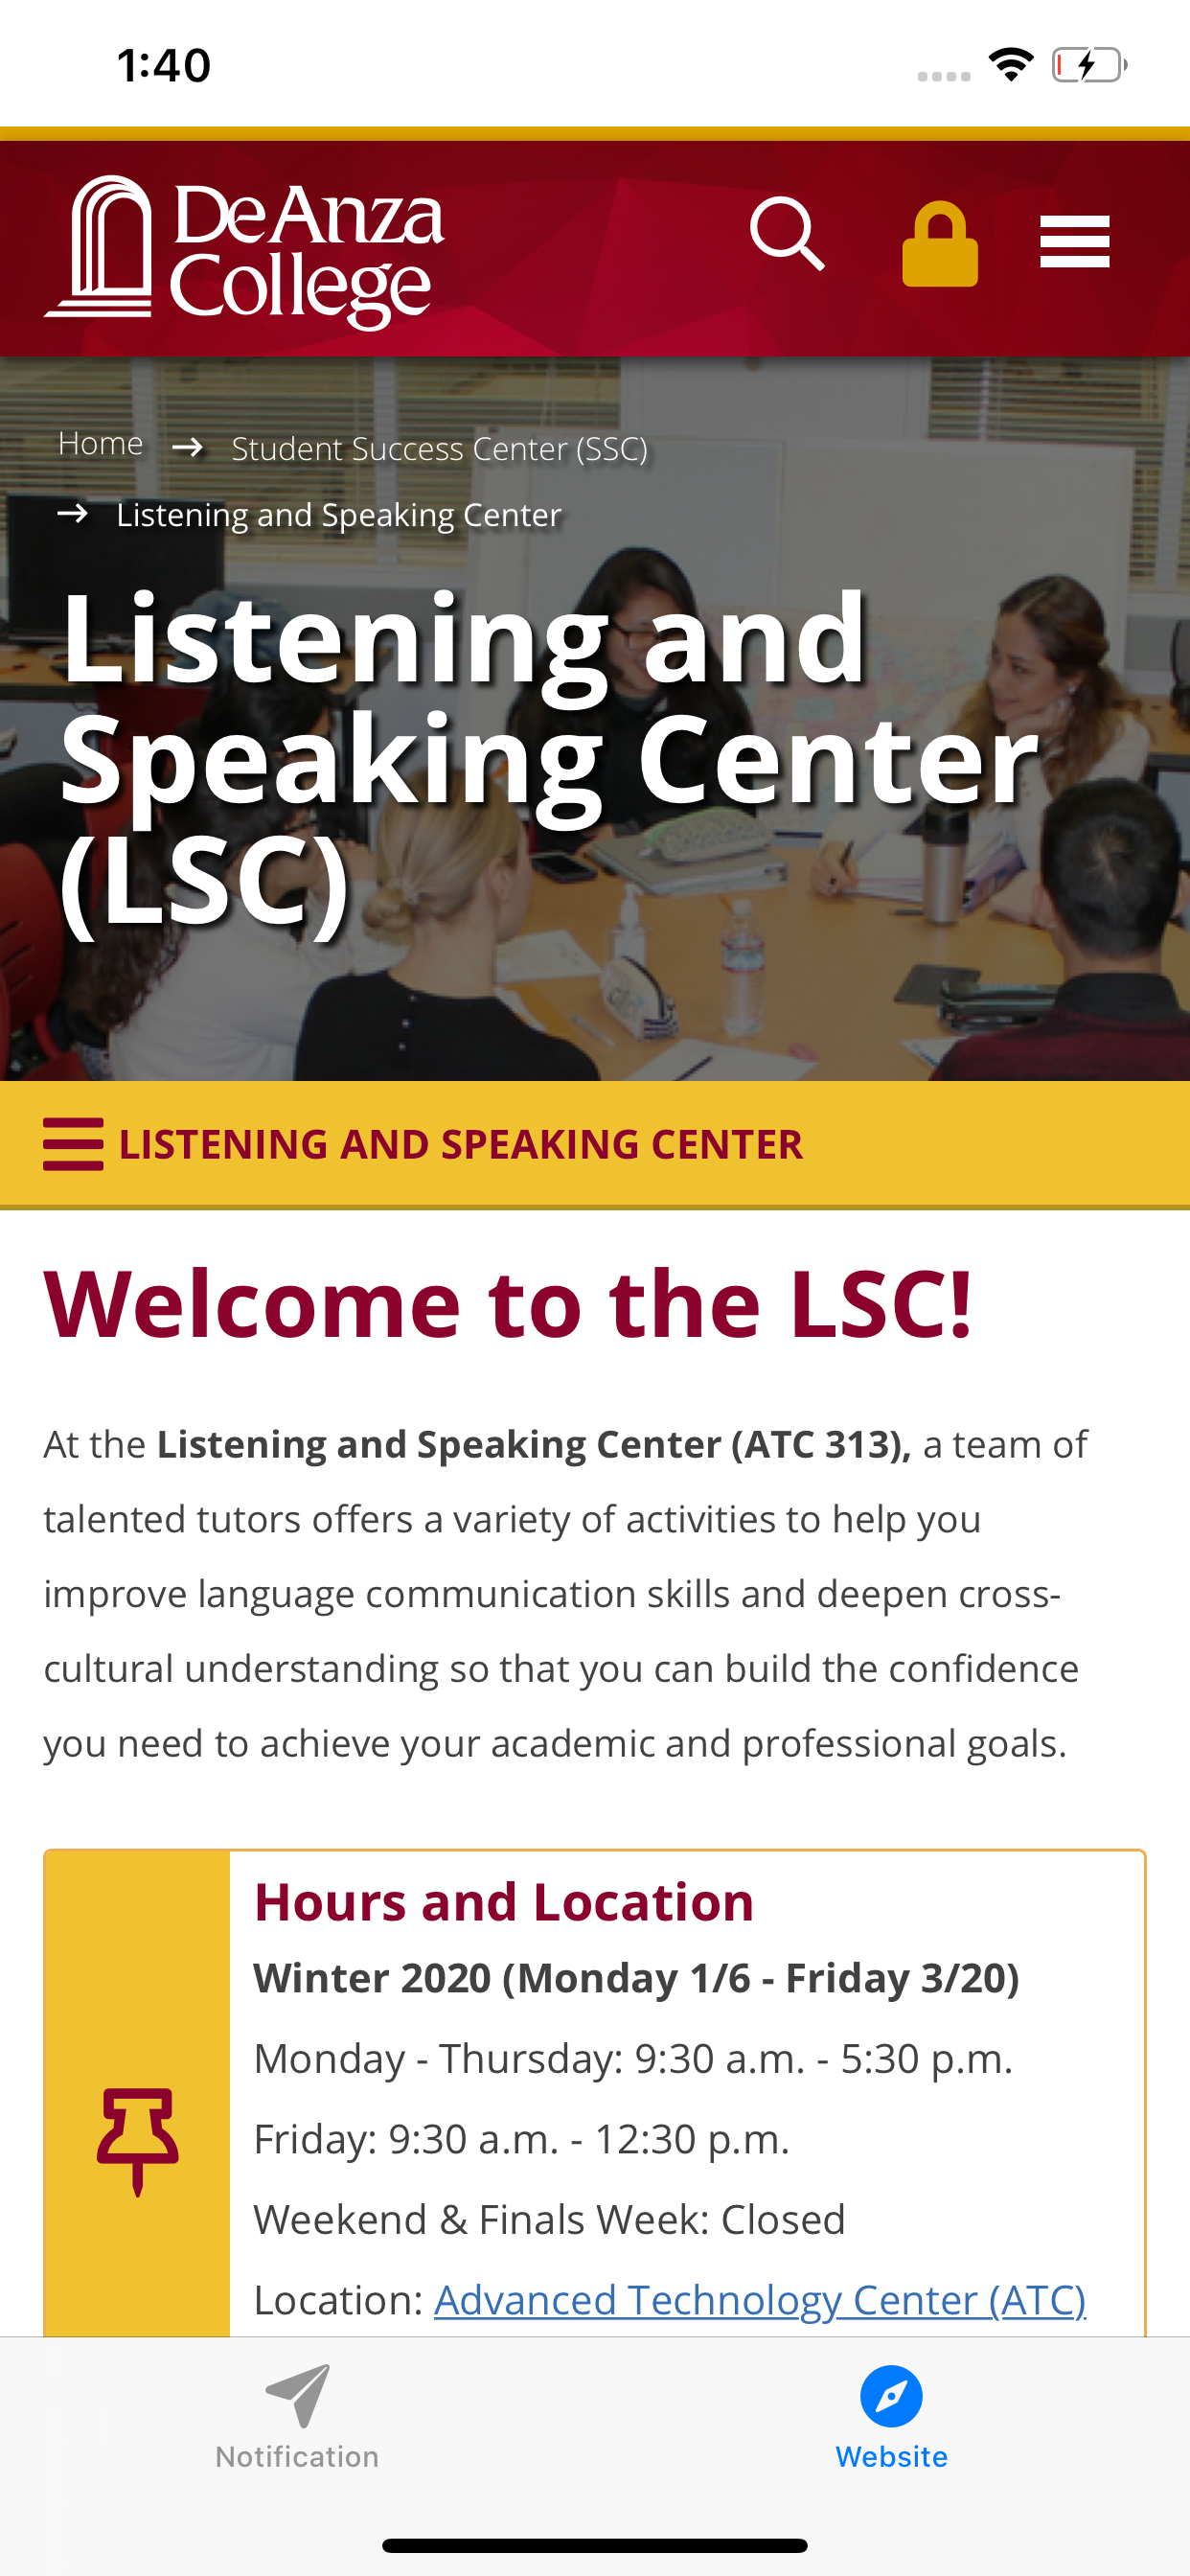 1:40
DeAnza
College
Home → Student Success Center (SSC)
→ Listening and Speaking Center
Listening and
Speaking Center
(LSC)
LISTENING AND SPEAKING CENTER
Welcome to the LSC!
At the Listening and Speaking Center (ATC 313), a team of
talented tutors offers a variety of activities to help you
improve language communication skills and deepen cross-
cultural understanding so that you can build the confidence
you need to achieve your academic and professional goals.
Hours and Location
Winter 2020 (Monday 1/6 - Friday 3/20)
Monday - Thursday: 9:30 a.m. - 5:30 p.m.
Friday: 9:30 a.m. - 12:30 p.m.
Weekend & Finals Week: Closed
Location: Advanced Technology Center (ATC)
Notification
Website